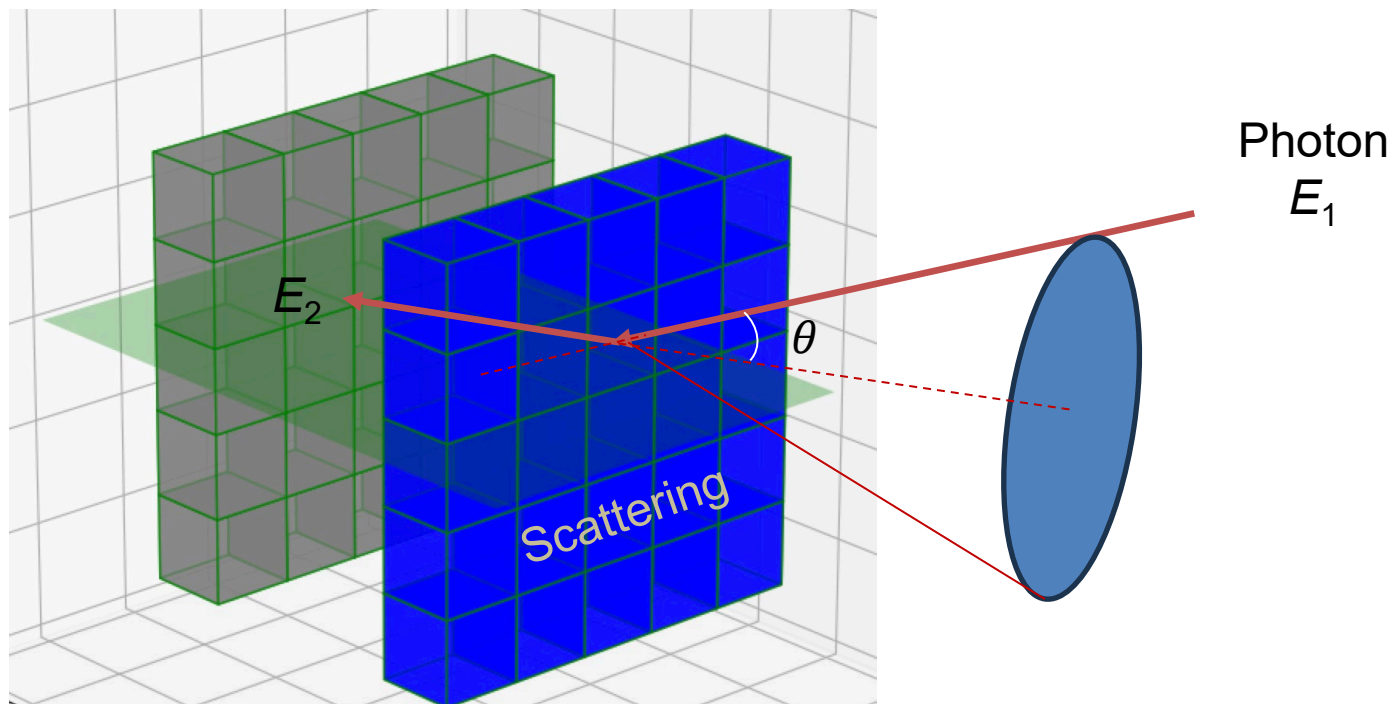 Photon
E1
E2
θ
Scattering